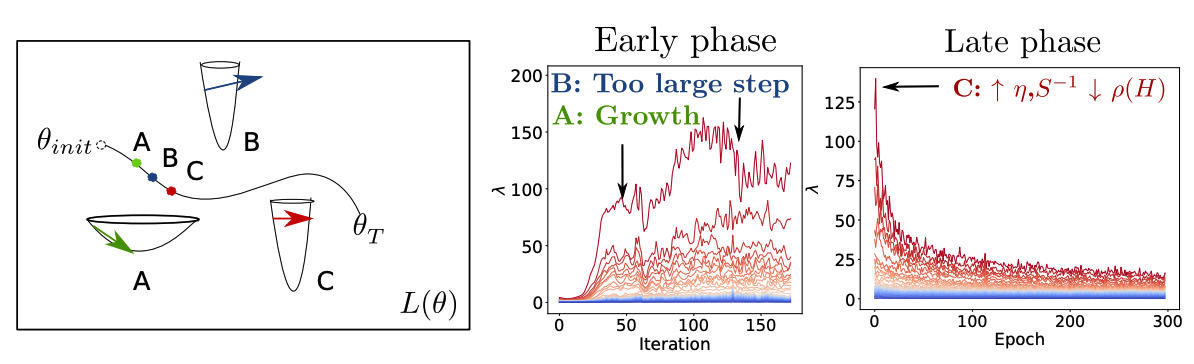 θ_init
A
B
C
B
A
C
θ_T
L(θ)
Early phase
B: Too large step
A: Growth
200
150
100
50
0
λ
0 50 100 150
Iteration
Late phase
C: ↑ η,S⁻¹ ↓ ρ(H)
125
100
75
50
25
0
λ
0 100 200 300
Epoch